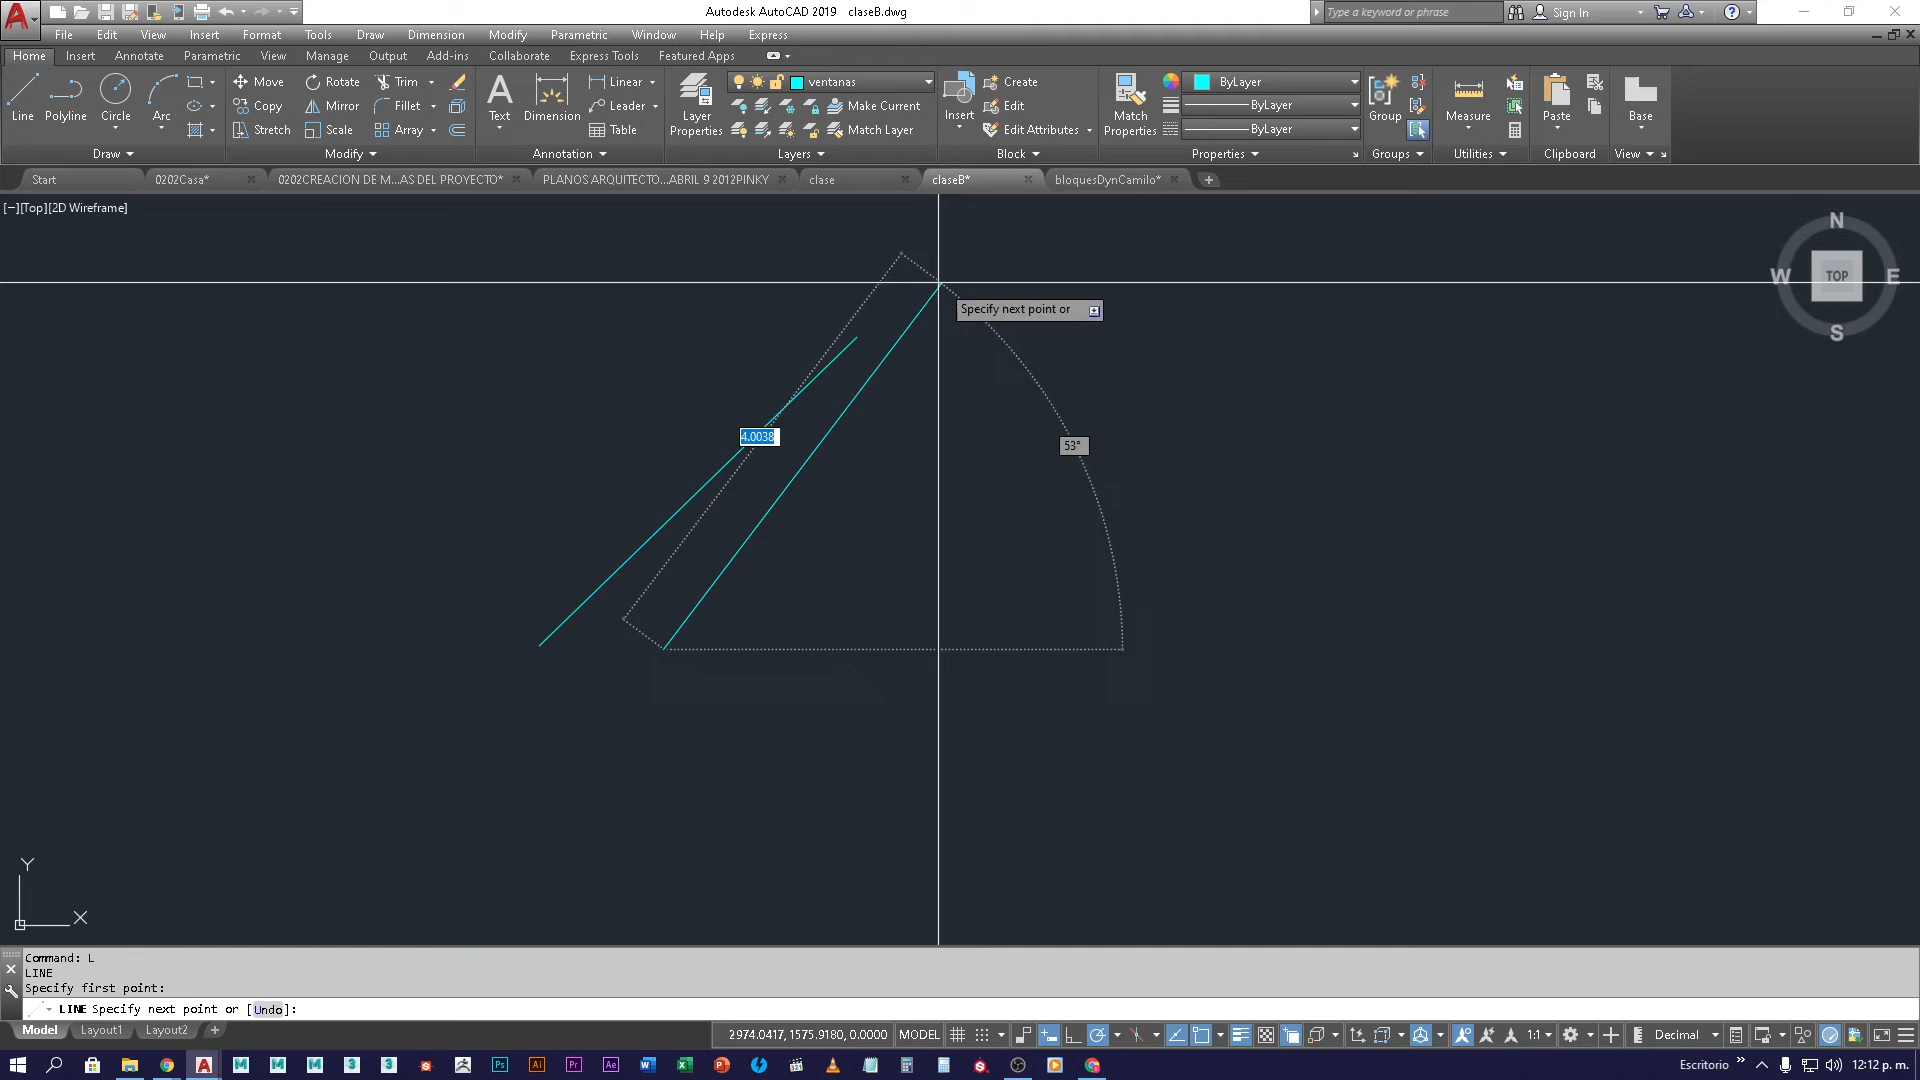 Autodesk AutoCAD 2019 claseB.dwg
Type a keyword or phrase
Sign In
File Edit View Insert Format Tools Draw Dimension Modify Parametric Window Help Express
Home Insert Annotate Parametric View Manage Output Add-ins Collaborate Express Tools Featured Apps
Line Polyline Circle Arc
Move Rotate Trim
Copy Mirror Fillet
Stretch Scale Array
Text Dimension
Linear
Leader
Table
Layer Properties
ventanas
Make Current
Match Layer
Insert
Create
Edit
Edit Attributes
Match Properties
ByLayer
ByLayer
ByLayer
Group
Measure
Paste
Base
Draw Modify Annotation Layers Block Properties Groups Utilities Clipboard View
Start 0202Casa* 0202CREACION DE M...AS DEL PROYECTO* PLANOS ARQUITECTO...ABRIL 9 2012PINKY clase claseB* bloquesDynCamilo*
[−][Top][2D Wireframe]
N
W TOP E
S
Specify next point or
4.0038
53°
Y
X
Command: L
LINE
Specify first point:
LINE Specify next point or [Undo]:
Model Layout1 Layout2
2974.0417,1575.9180, 0.0000 MODEL
1:1
Decimal
Escritorio
12:12 p. m.